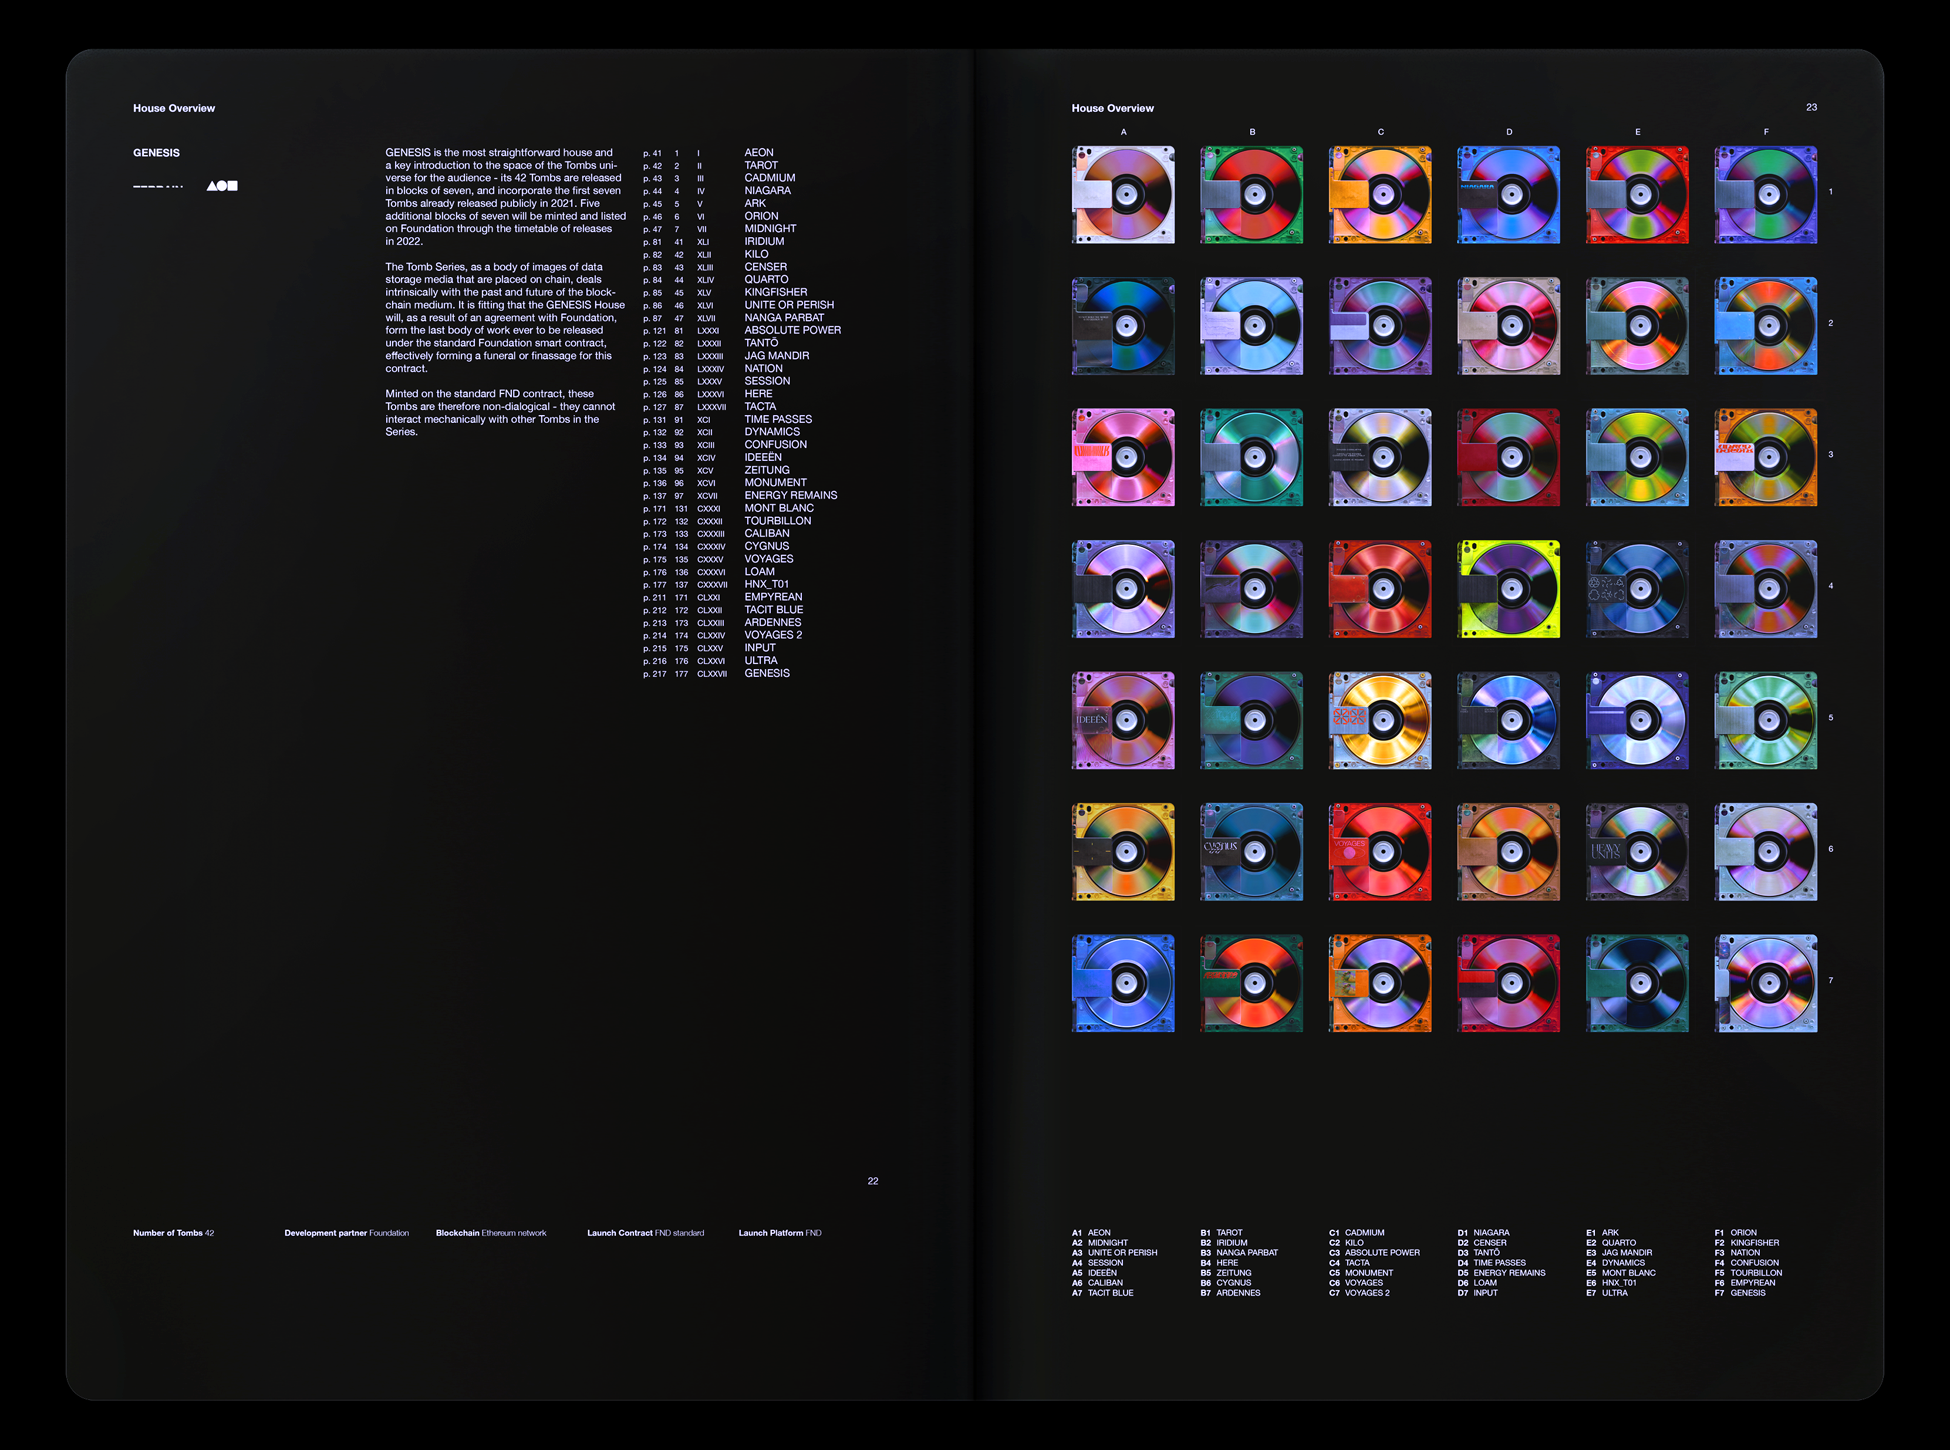 House Overview
GENESIS
GENESIS is the most straightforward house and
a key introduction to the space of the Tombs uni-
verse for the audience - its 42 Tombs are released
in blocks of seven, and incorporate the first seven
Tombs already released publicly in 2021. Five
additional blocks of seven will be minted and listed
on Foundation through the timetable of releases
in 2022.
The Tomb Series, as a body of images of data
storage media that are placed on chain, deals
intrinsically with the past and future of the block-
chain medium. It is fitting that the GENESIS House
will, as a result of an agreement with Foundation,
form the last body of work ever to be released
under the standard Foundation smart contract,
effectively forming a funeral or finassage for this
contract.
Minted on the standard FND contract, these
Tombs are therefore non-dialogical - they cannot
interact mechanically with other Tombs in the
Series.
p. 41 1 I AEON
p. 42 2 II TAROT
p. 43 3 III CADMIUM
p. 44 4 IV NIAGARA
p. 45 5 V ARK
p. 46 6 VI ORION
p. 47 7 VII MIDNIGHT
p. 81 41 XLI IRIDIUM
p. 82 42 XLII KILO
p. 83 43 XLIII CENSER
p. 84 44 XLIV QUARTO
p. 85 45 XLV KINGFISHER
p. 86 46 XLVI UNITE OR PERISH
p. 87 47 XLVII NANGA PARBAT
p. 121 81 LXXXI ABSOLUTE POWER
p. 122 82 LXXXII TANTŌ
p. 123 83 LXXXIII JAG MANDIR
p. 124 84 LXXXIV NATION
p. 125 85 LXXXV SESSION
p. 126 86 LXXXVI HERE
p. 127 87 LXXXVII TACTA
p. 131 91 XCI TIME PASSES
p. 132 92 XCII DYNAMICS
p. 133 93 XCIII CONFUSION
p. 134 94 XCIV IDEEËN
p. 135 95 XCV ZEITUNG
p. 136 96 XCVI MONUMENT
p. 137 97 XCVII ENERGY REMAINS
p. 171 131 CXXXI MONT BLANC
p. 172 132 CXXXII TOURBILLON
p. 173 133 CXXXIII CALIBAN
p. 174 134 CXXXIV CYGNUS
p. 175 135 CXXXV VOYAGES
p. 176 136 CXXXVI LOAM
p. 177 137 CXXXVII HNX_T01
p. 211 171 CLXXI EMPYREAN
p. 212 172 CLXXII TACIT BLUE
p. 213 173 CLXXIII ARDENNES
p. 214 174 CLXXIV VOYAGES 2
p. 215 175 CLXXV INPUT
p. 216 176 CLXXVI ULTRA
p. 217 177 CLXXVII GENESIS
22
Number of Tombs 42 Development partner Foundation Blockchain Ethereum network Launch Contract FND standard Launch Platform FND
House Overview 23
A B C D E F
NIAGARA
1
2
3
4
IDEEËN
5
CYGNUS
VOYAGES
HEAVY
UNITS
6
7
A1 AEON B1 TAROT C1 CADMIUM D1 NIAGARA E1 ARK F1 ORION
A2 MIDNIGHT B2 IRIDIUM C2 KILO D2 CENSER E2 QUARTO F2 KINGFISHER
A3 UNITE OR PERISH B3 NANGA PARBAT C3 ABSOLUTE POWER D3 TANTŌ E3 JAG MANDIR F3 NATION
A4 SESSION B4 HERE C4 TACTA D4 TIME PASSES E4 DYNAMICS F4 CONFUSION
A5 IDEEËN B5 ZEITUNG C5 MONUMENT D5 ENERGY REMAINS E5 MONT BLANC F5 TOURBILLON
A6 CALIBAN B6 CYGNUS C6 VOYAGES D6 LOAM E6 HNX_T01 F6 EMPYREAN
A7 TACIT BLUE B7 ARDENNES C7 VOYAGES 2 D7 INPUT E7 ULTRA F7 GENESIS